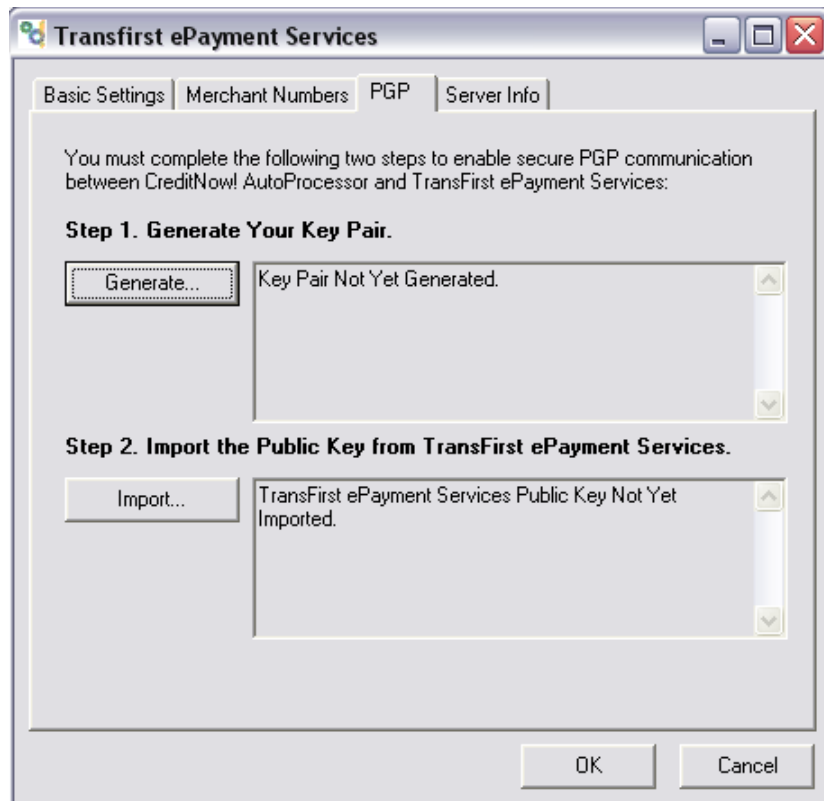 Transfirst ePayment Services
Basic Settings Merchant Numbers PGP Server Info
You must complete the following two steps to enable secure PGP communication
between CreditNow! AutoProcessor and TransFirst ePayment Services:
Step 1. Generate Your Key Pair.
Generate... Key Pair Not Yet Generated.
Step 2. Import the Public Key from TransFirst ePayment Services.
Import... TransFirst ePayment Services Public Key Not Yet
Imported.
OK Cancel